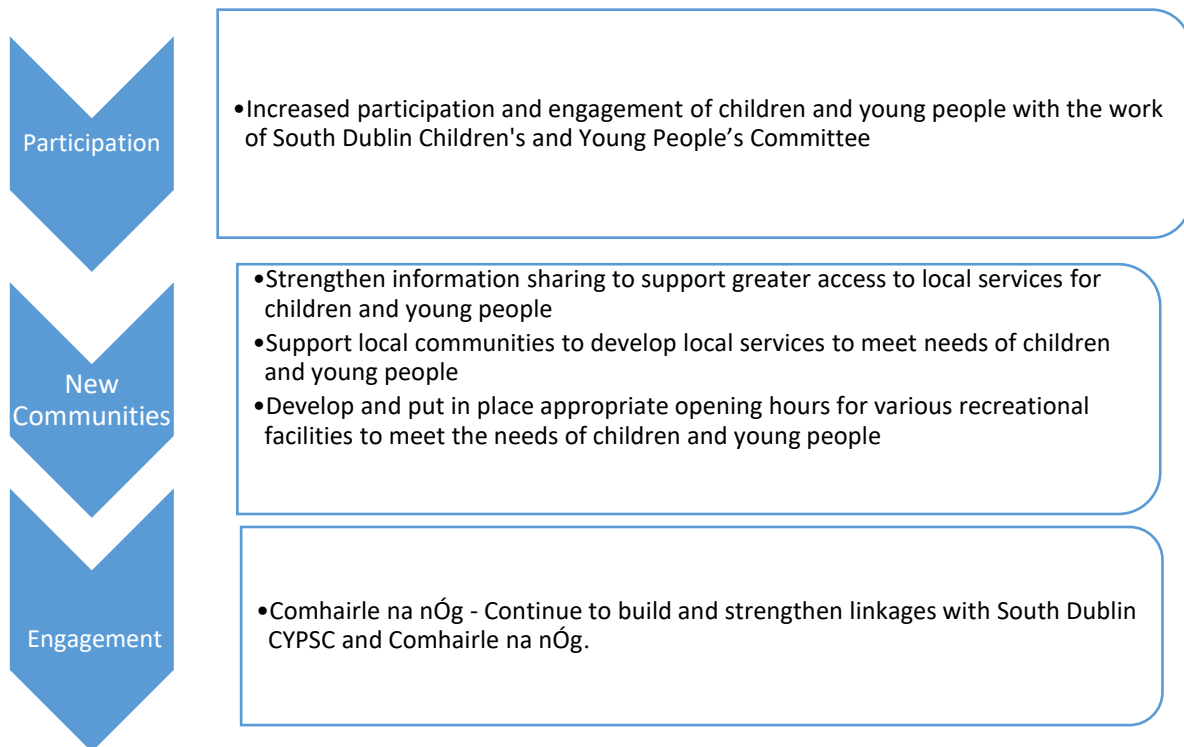 Participation
•Increased participation and engagement of children and young people with the work
of South Dublin Children's and Young People’s Committee
New
Communities
•Strengthen information sharing to support greater access to local services for
children and young people
•Support local communities to develop local services to meet needs of children
and young people
•Develop and put in place appropriate opening hours for various recreational
facilities to meet the needs of children and young people
Engagement
•Comhairle na nÓg - Continue to build and strengthen linkages with South Dublin
CYPSC and Comhairle na nÓg.